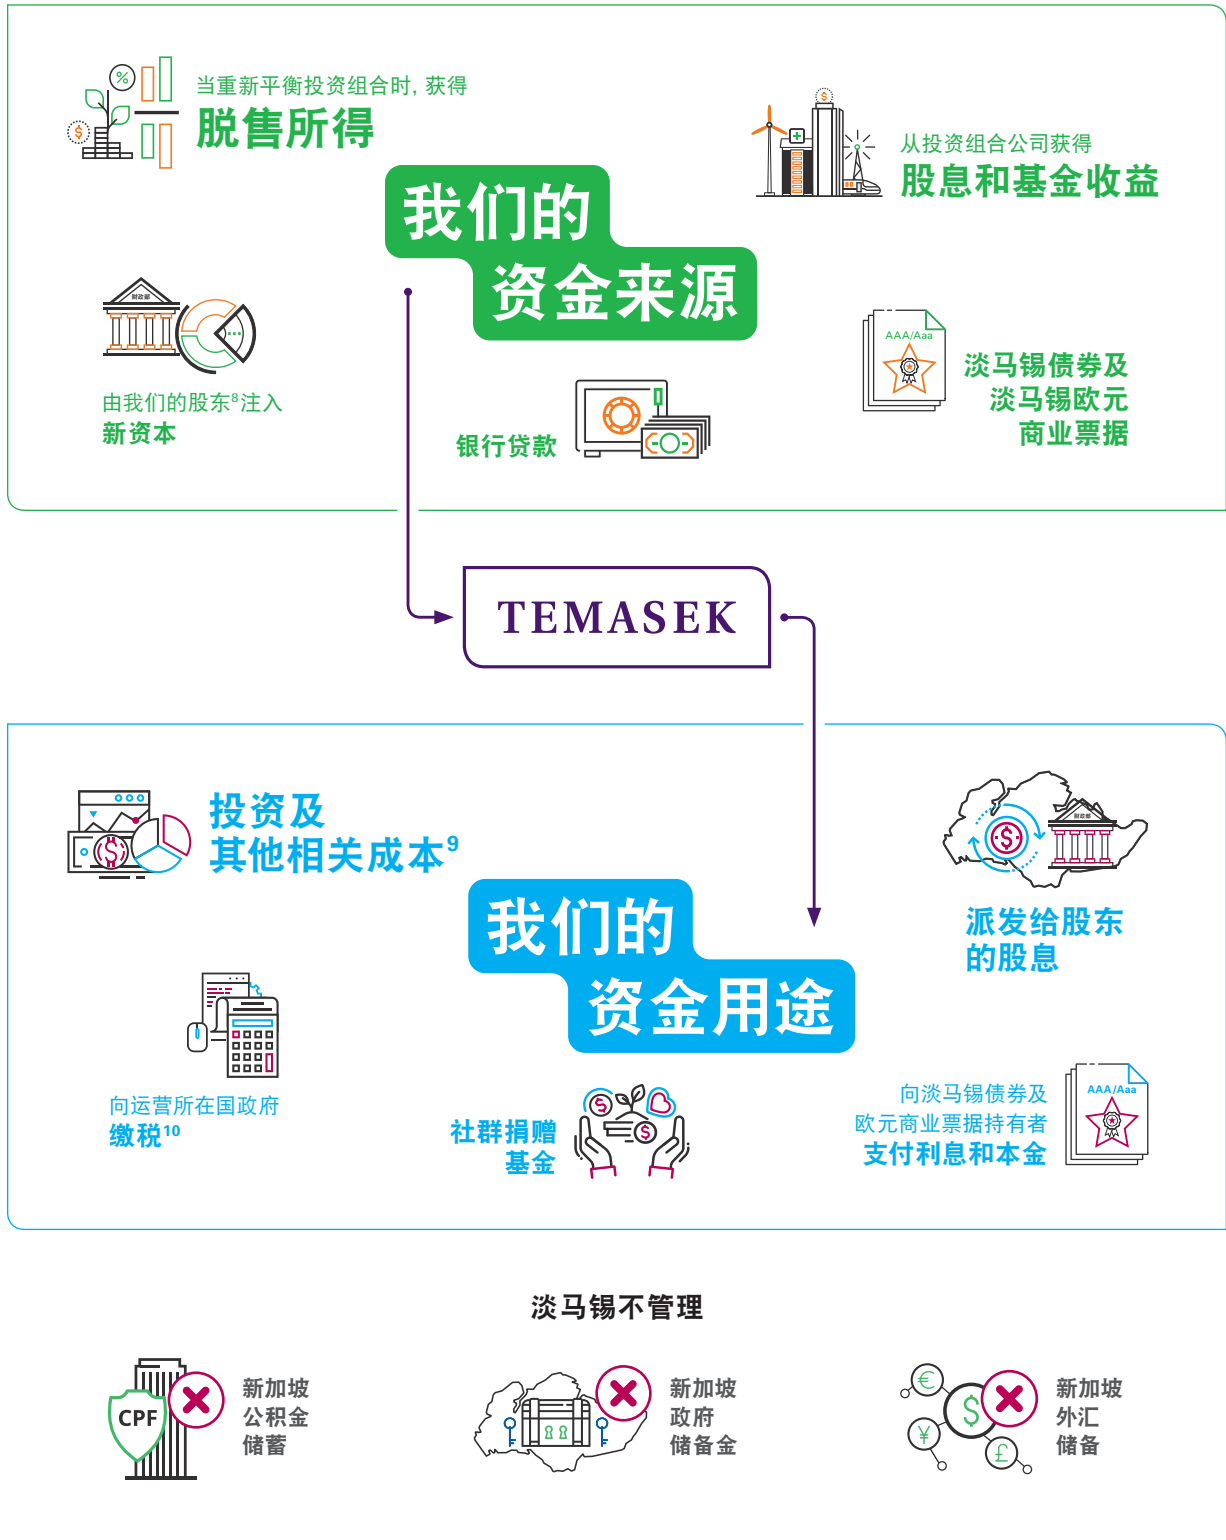 当重新平衡投资组合时, 获得
脱售所得
%
$
$
从投资组合公司获得
股息和基金收益
我们的
资金来源
财政部
由我们的股东⁸注入
新资本
银行贷款
AAA/Aaa
淡马锡债券及
淡马锡欧元
商业票据
TEMASEK
投资及
其他相关成本⁹
$
$
财政部
派发给股东
的股息
我们的
资金用途
向运营所在国政府
缴税¹⁰
社群捐赠
基金
$
$
向淡马锡债券及
欧元商业票据持有者
支付利息和本金
AAA/Aaa
淡马锡不管理
CPF
新加坡
公积金
储蓄
新加坡
政府
储备金
€
$
¥
£
新加坡
外汇
储备